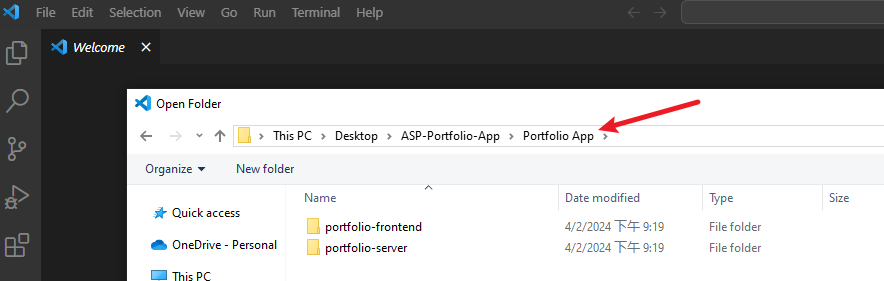 File Edit Selection View Go Run Terminal Help
Welcome
Open Folder
This PC Desktop ASP-Portfolio-App Portfolio App
Organize New folder
Name Date modified Type Size
Quick access
portfolio-frontend 4/2/2024 下午 9:19 File folder
OneDrive - Personal
portfolio-server 4/2/2024 下午 9:19 File folder
This PC